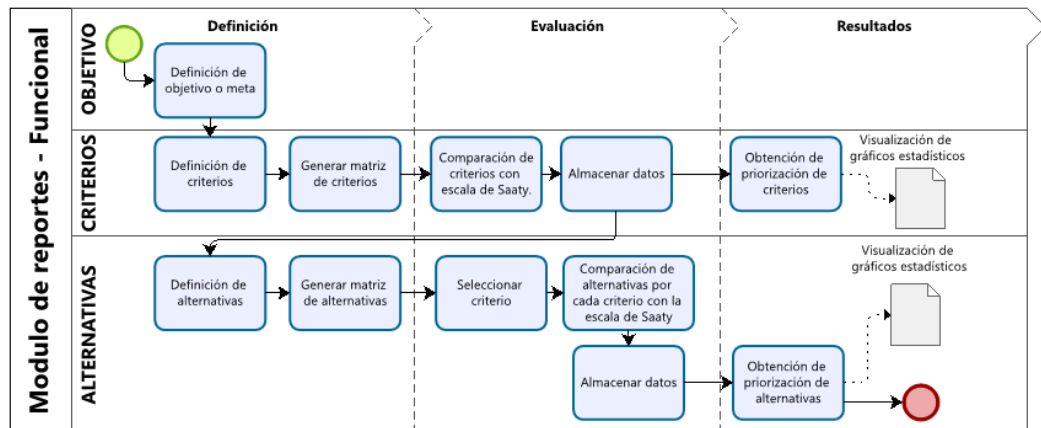 Modulo de reportes - Funcional
Definición
Evaluación
Resultados
OBJETIVO
Definición de
objetivo o meta
CRITERIOS
Definición de
criterios
Generar matriz
de criterios
Comparación de
criterios con
escala de Saaty.
Almacenar datos
Obtención de
priorización de
criterios
Visualización de
gráficos estadísticos
ALTERNATIVAS
Definición de
alternativas
Generar matriz
de alternativas
Seleccionar
criterio
Comparación de
alternativas por
cada criterio con la
escala de Saaty
Visualización de
gráficos estadísticos
Almacenar datos
Obtención de
priorización de
alternativas